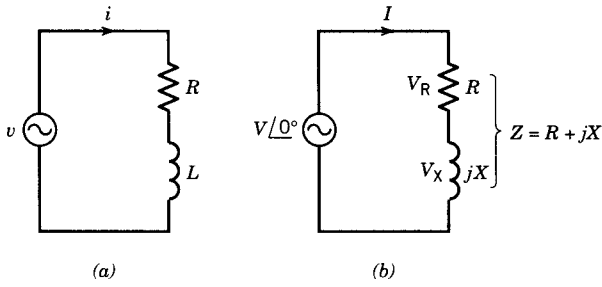 i
R
v
L
(a)
I
V_R R
V∠0° Z = R + jX
V_X jX
(b)